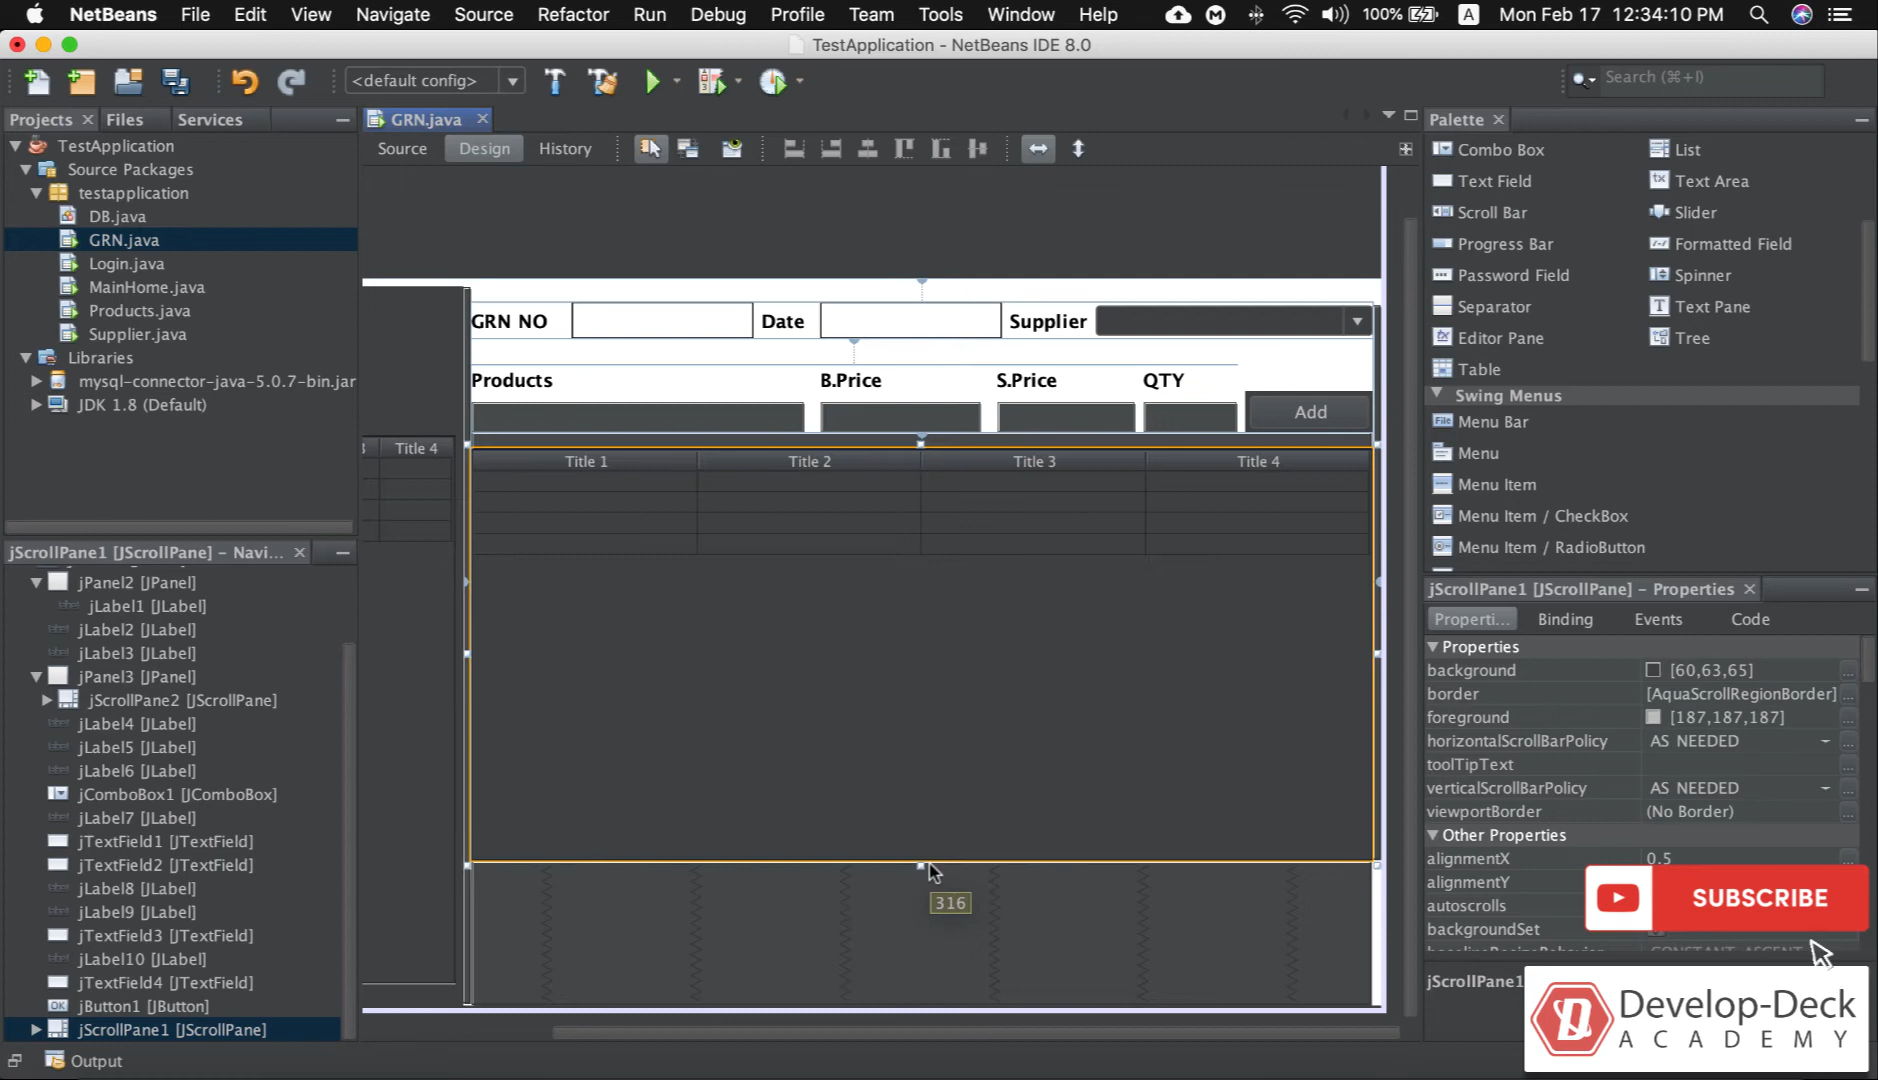 NetBeans File Edit View Navigate Source Refactor Run Debug Profile Team Tools Window Help 100% A Mon Feb 17 12:34:10 PM
TestApplication - NetBeans IDE 8.0
<default config>
Search (⌘+I)
Projects Files Services
TestApplication
Source Packages
testapplication
DB.java
GRN.java
Login.java
MainHome.java
Products.java
Supplier.java
Libraries
mysql-connector-java-5.0.7-bin.jar
JDK 1.8 (Default)
jScrollPane1 [JScrollPane] - Navi...
jPanel2 [JPanel]
jLabel1 [JLabel]
jLabel2 [JLabel]
jLabel3 [JLabel]
jPanel3 [JPanel]
jScrollPane2 [JScrollPane]
jLabel4 [JLabel]
jLabel5 [JLabel]
jLabel6 [JLabel]
jComboBox1 [JComboBox]
jLabel7 [JLabel]
jTextField1 [JTextField]
jTextField2 [JTextField]
jLabel8 [JLabel]
jLabel9 [JLabel]
jTextField3 [JTextField]
jLabel10 [JLabel]
jTextField4 [JTextField]
jButton1 [JButton]
jScrollPane1 [JScrollPane]
Output
GRN.java
Source Design History
GRN NO Date Supplier
Products B.Price S.Price QTY
Add
Title 4 Title 1 Title 2 Title 3 Title 4
316
Palette
Combo Box List
Text Field Text Area
Scroll Bar Slider
Progress Bar Formatted Field
Password Field Spinner
Separator Text Pane
Editor Pane Tree
Table
Swing Menus
Menu Bar
Menu
Menu Item
Menu Item / CheckBox
Menu Item / RadioButton
jScrollPane1 [JScrollPane] - Properties
Properti... Binding Events Code
Properties
background [60,63,65] ...
border [AquaScrollRegionBorder] ...
foreground [187,187,187] ...
horizontalScrollBarPolicy AS NEEDED ...
toolTipText ...
verticalScrollBarPolicy AS NEEDED ...
viewportBorder (No Border) ...
Other Properties
alignmentX 0.5
alignmentY
autoscrolls
backgroundSet
jScrollPane1
SUBSCRIBE
Develop-Deck
ACADEMY